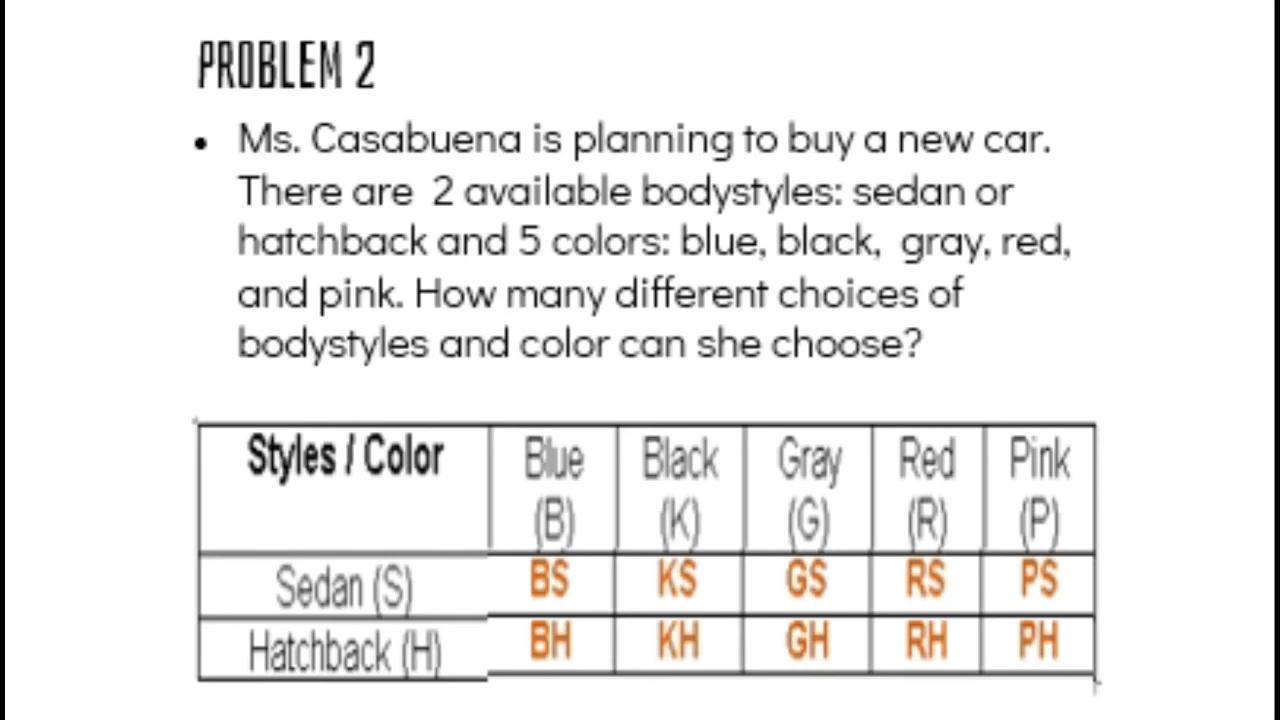 PROBLEM 2
• Ms. Casabuena is planning to buy a new car.
There are 2 available bodystyles: sedan or
hatchback and 5 colors: blue, black, gray, red,
and pink. How many different choices of
bodystyles and color can she choose?
Styles / Color Blue Black Gray Red Pink
(B) (K) (G) (R) (P)
Sedan (S) BS KS GS RS PS
Hatchback (H) BH KH GH RH PH